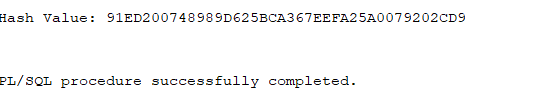 Hash Value: 91ED200748989D625BCA367EEFA25A0079202CD9
PL/SQL procedure successfully completed.